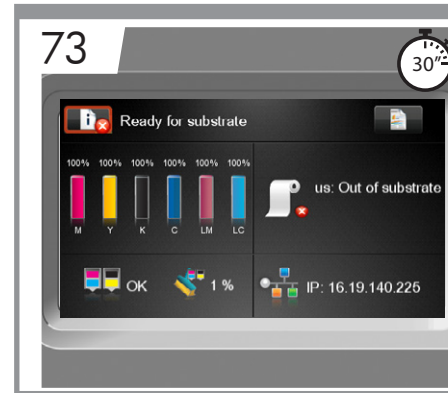 73
30"
Ready for substrate
100% 100% 100% 100% 100% 100%
M Y K C LM LC
us: Out of substrate
OK
1 %
IP: 16.19.140.225